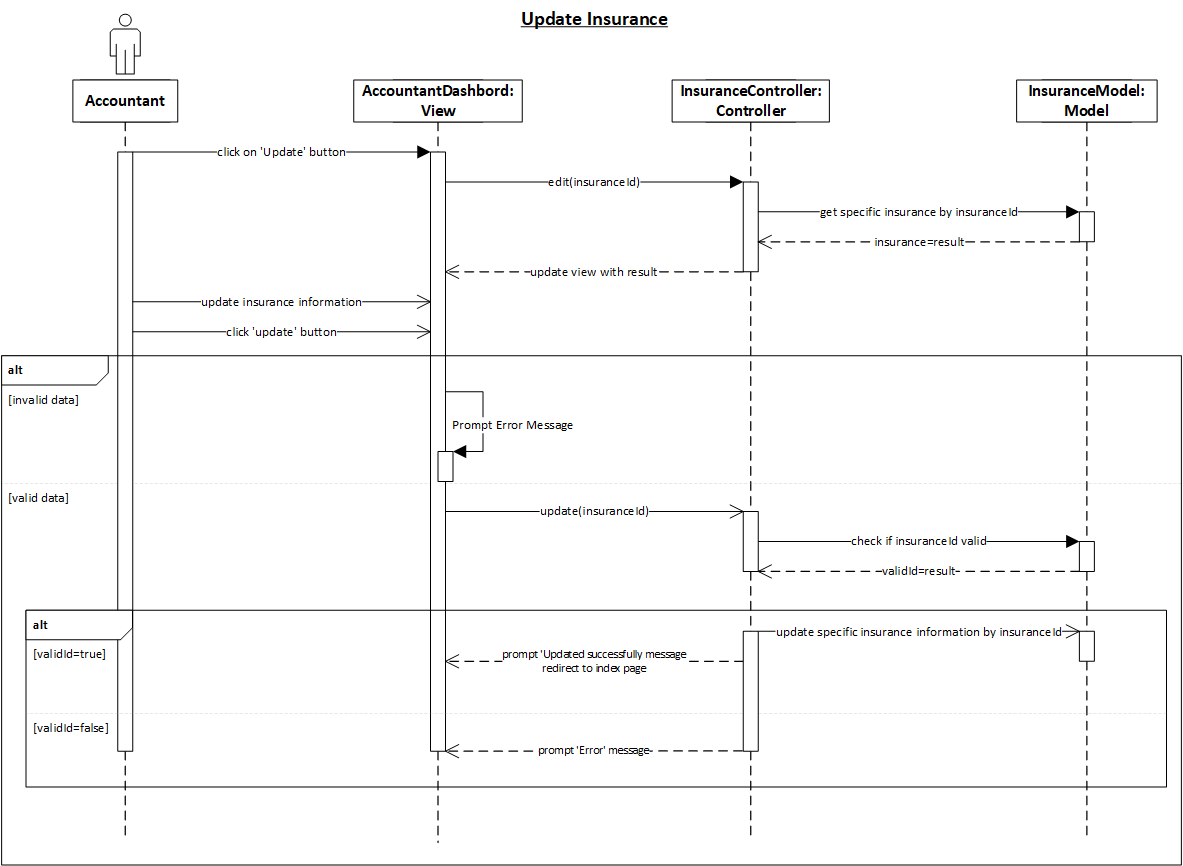 Update Insurance
Accountant
AccountantDashbord:
View
InsuranceController:
Controller
InsuranceModel:
Model
click on 'Update' button
edit(insuranceId)
get specific insurance by insuranceId
insurance=result
update view with result
update insurance information
click 'update' button
alt
[invalid data]
Prompt Error Message
[valid data]
update(insuranceId)
check if insuranceId valid
validId=result
alt
update specific insurance information by insuranceId
[validId=true]
prompt 'Updated successfully message
redirect to index page
[validId=false]
prompt 'Error' message